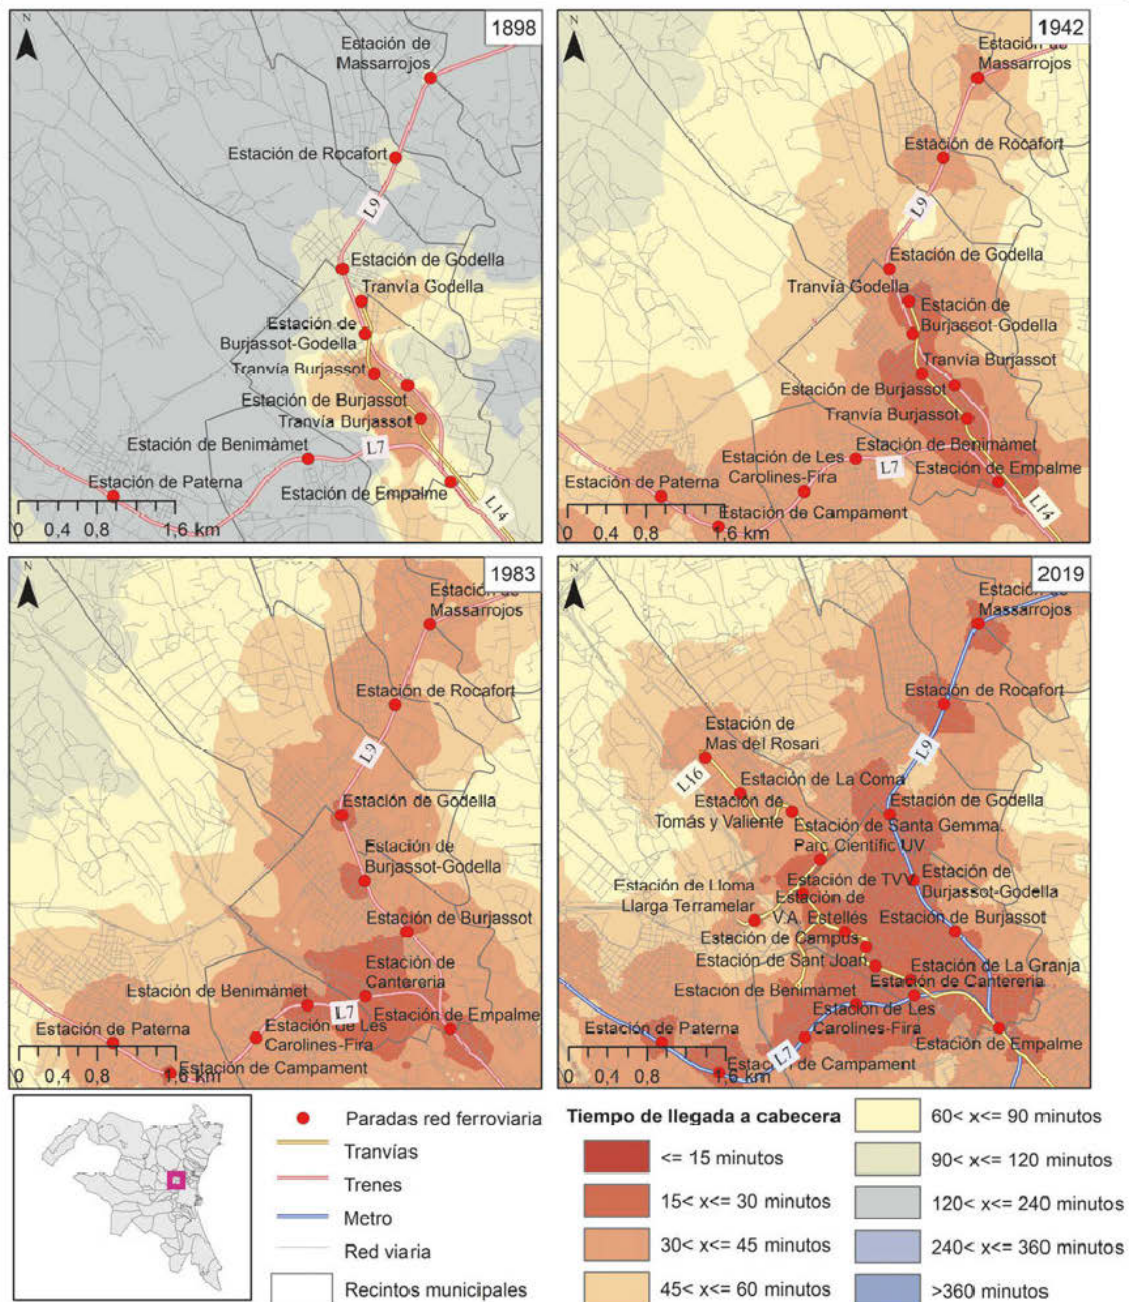 N
1898
Estación de
Massarrojos
Estación de Rocafort
L9
Estación de Godella
Tranvía Godella
Estación de
Burjassot-Godella
Tranvía Burjassot
Estación de Burjassot
Tranvía Burjassot
Estación de Benimàmet
L7
Estación de Paterna
Estación de Empalme
L14
0 0,4 0,8 1,6 km
N
1942
Estación de
Massarrojos
Estación de Rocafort
L9
Estación de Godella
Tranvía Godella
Estación de
Burjassot-Godella
Tranvía Burjassot
Estación de Burjassot
Tranvía Burjassot
Estación de Benimàmet
Estación de Les
Carolines-Fira
L7
Estación de Empalme
Estación de Paterna
Estación de Campament
L14
0 0,4 0,8 1,6 km
N
1983
Estación de
Massarrojos
Estación de Rocafort
L9
Estación de Godella
Estación de
Burjassot-Godella
Estación de Burjassot
Estación de
Cantereria
Estación de Benimàmet
L7
Estación de Empalme
Estación de Paterna
Estación de Les
Carolines-Fira
Estación de Campament
0 0,4 0,8 1,6 km
N
2019
Estación de
Massarrojos
Estación de Rocafort
Estación de
Mas del Rosari
L9
L16
Estación de La Coma
Estación de
Tomás y Valiente
Estación de Godella
Estación de Santa Gemma.
Parc Científic UV
Estación de Lloma
Llarga Terramelar
Estación de TVV
Estación de
Durjassot-Godella
Estación de
V.A. Estellés
Estación de Burjassot
Estación de Campus
Estación de Sant Joan
Estación de La Granja
Estación de Cantereria
Estación de Benimàmet
Estación de Les
Carolines-Fira
Estación de Paterna
Estación de Empalme
L7
Estación de Campament
0 0,4 0,8 1,6 km
Paradas red ferroviaria
Tranvías
Trenes
Metro
Red viaria
Recintos municipales
Tiempo de llegada a cabecera
<= 15 minutos
15< x<= 30 minutos
30< x<= 45 minutos
45< x<= 60 minutos
60< x<= 90 minutos
90< x<= 120 minutos
120< x<= 240 minutos
240< x<= 360 minutos
>360 minutos